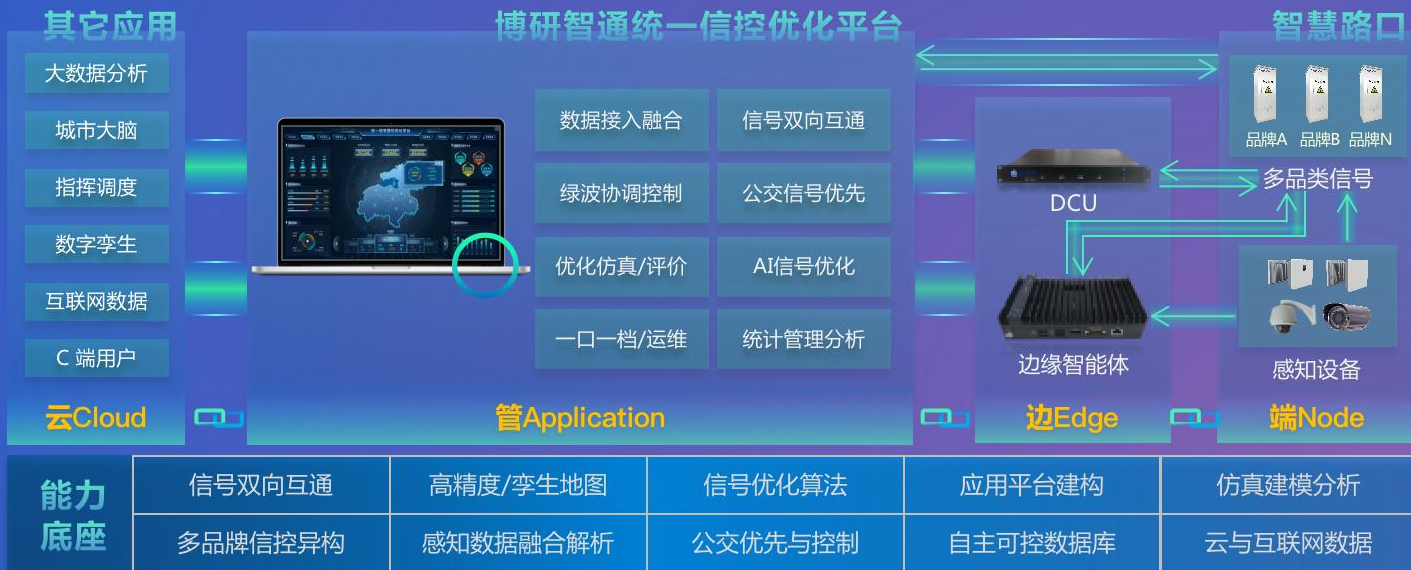 其它应用
博研智通统一信控优化平台
智慧路口
大数据分析
城市大脑
指挥调度
数字孪生
互联网数据
C 端用户
云Cloud
数据接入融合
信号双向互通
绿波协调控制
公交信号优先
优化仿真/评价
AI信号优化
一口一档/运维
统计管理分析
管Application
DCU
边缘智能体
边Edge
品牌A
品牌B
品牌N
多品类信号
感知设备
端Node
能力
底座
信号双向互通
高精度/孪生地图
信号优化算法
应用平台建构
仿真建模分析
多品牌信控异构
感知数据融合解析
公交优先与控制
自主可控数据库
云与互联网数据